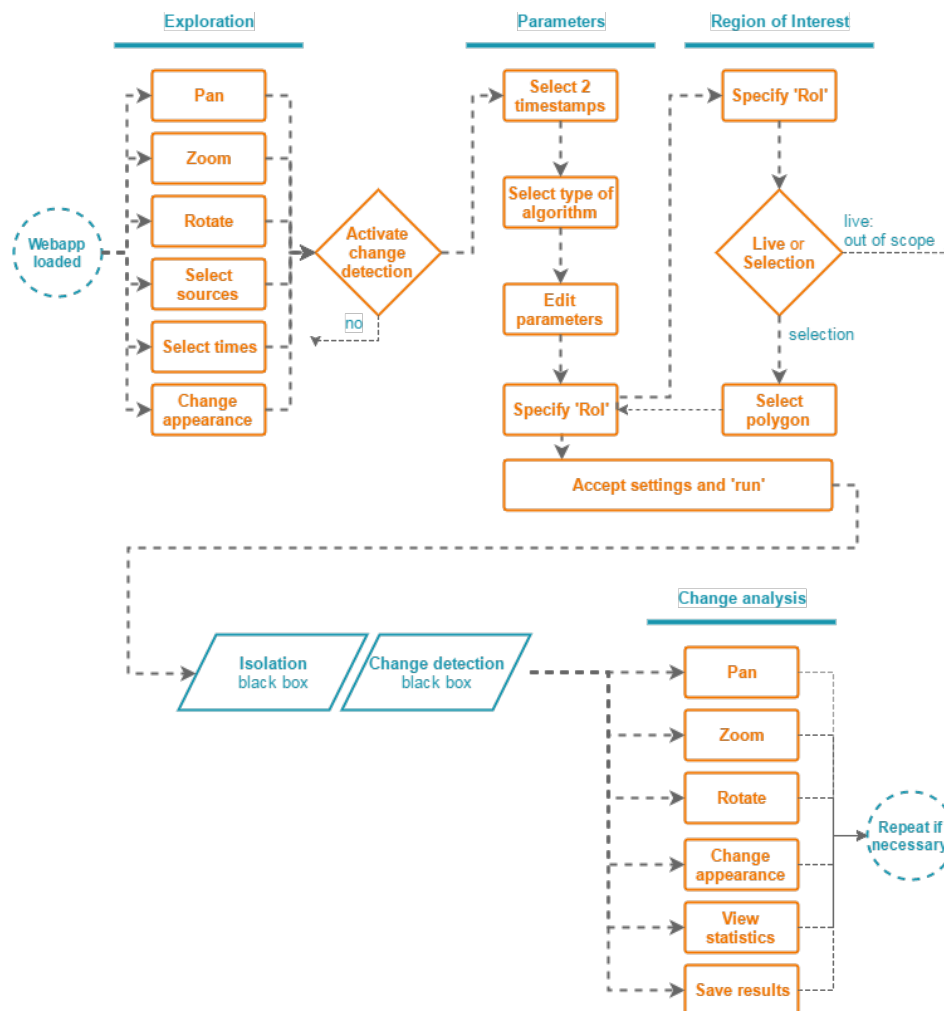 Exploration
Parameters
Region of Interest
Pan
Zoom
Rotate
Select
sources
Select times
Change
appearance
Webapp
loaded
Activate
change
detection
no
Select 2
timestamps
Select type of
algorithm
Edit
parameters
Specify 'RoI'
Accept settings and 'run'
Specify 'RoI'
Live or
Selection
live:
out of scope
selection
Select
polygon
Isolation
black box
Change detection
black box
Change analysis
Pan
Zoom
Rotate
Change
appearance
View
statistics
Save results
Repeat if
necessary